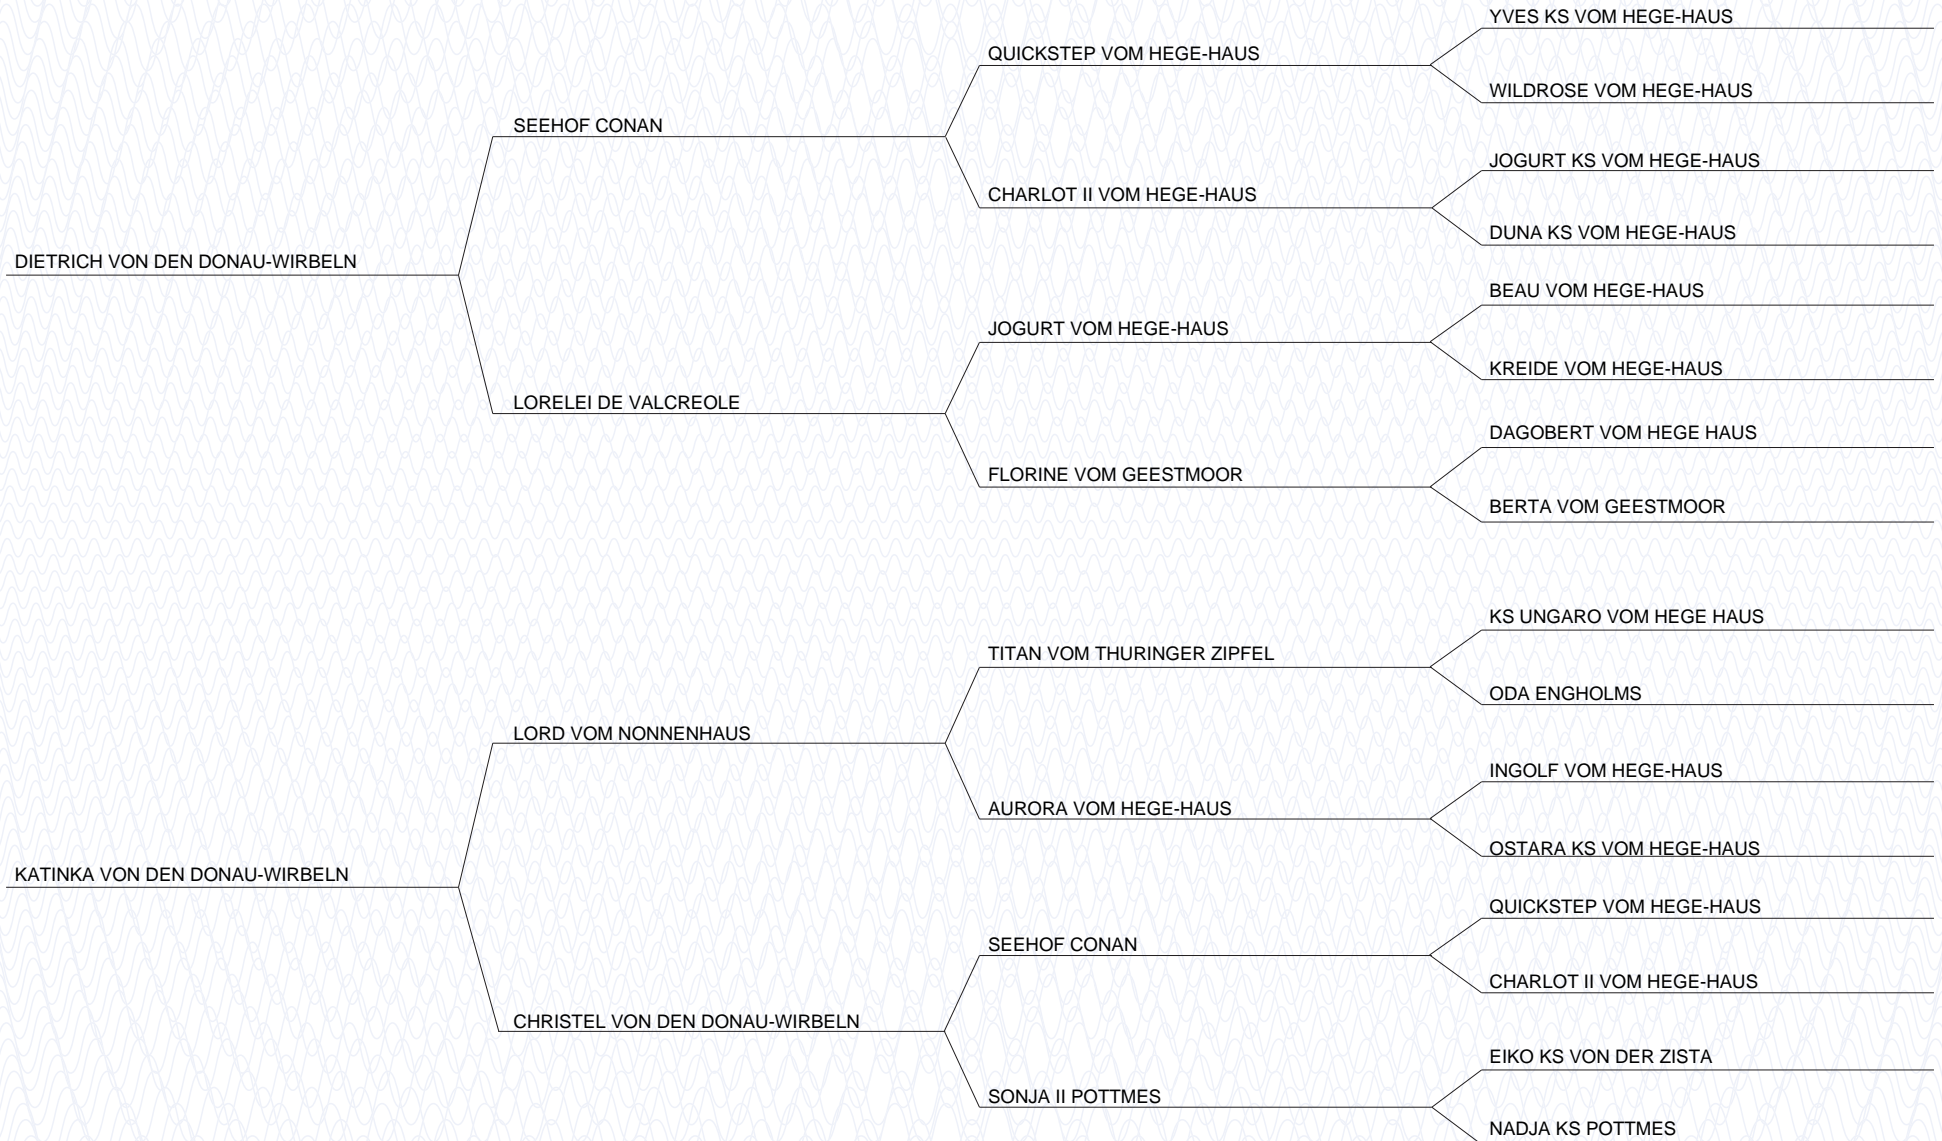 YVES KS VOM HEGE-HAUS
QUICKSTEP VOM HEGE-HAUS
WILDROSE VOM HEGE-HAUS
SEEHOF CONAN
JOGURT KS VOM HEGE-HAUS
CHARLOT II VOM HEGE-HAUS
DUNA KS VOM HEGE-HAUS
DIETRICH VON DEN DONAU-WIRBELN
BEAU VOM HEGE-HAUS
JOGURT VOM HEGE-HAUS
KREIDE VOM HEGE-HAUS
LORELEI DE VALCREOLE
DAGOBERT VOM HEGE HAUS
FLORINE VOM GEESTMOOR
BERTA VOM GEESTMOOR
KS UNGARO VOM HEGE HAUS
TITAN VOM THURINGER ZIPFEL
ODA ENGHOLMS
LORD VOM NONNENHAUS
INGOLF VOM HEGE-HAUS
AURORA VOM HEGE-HAUS
OSTARA KS VOM HEGE-HAUS
KATINKA VON DEN DONAU-WIRBELN
QUICKSTEP VOM HEGE-HAUS
SEEHOF CONAN
CHARLOT II VOM HEGE-HAUS
CHRISTEL VON DEN DONAU-WIRBELN
EIKO KS VON DER ZISTA
SONJA II POTTMES
NADJA KS POTTMES